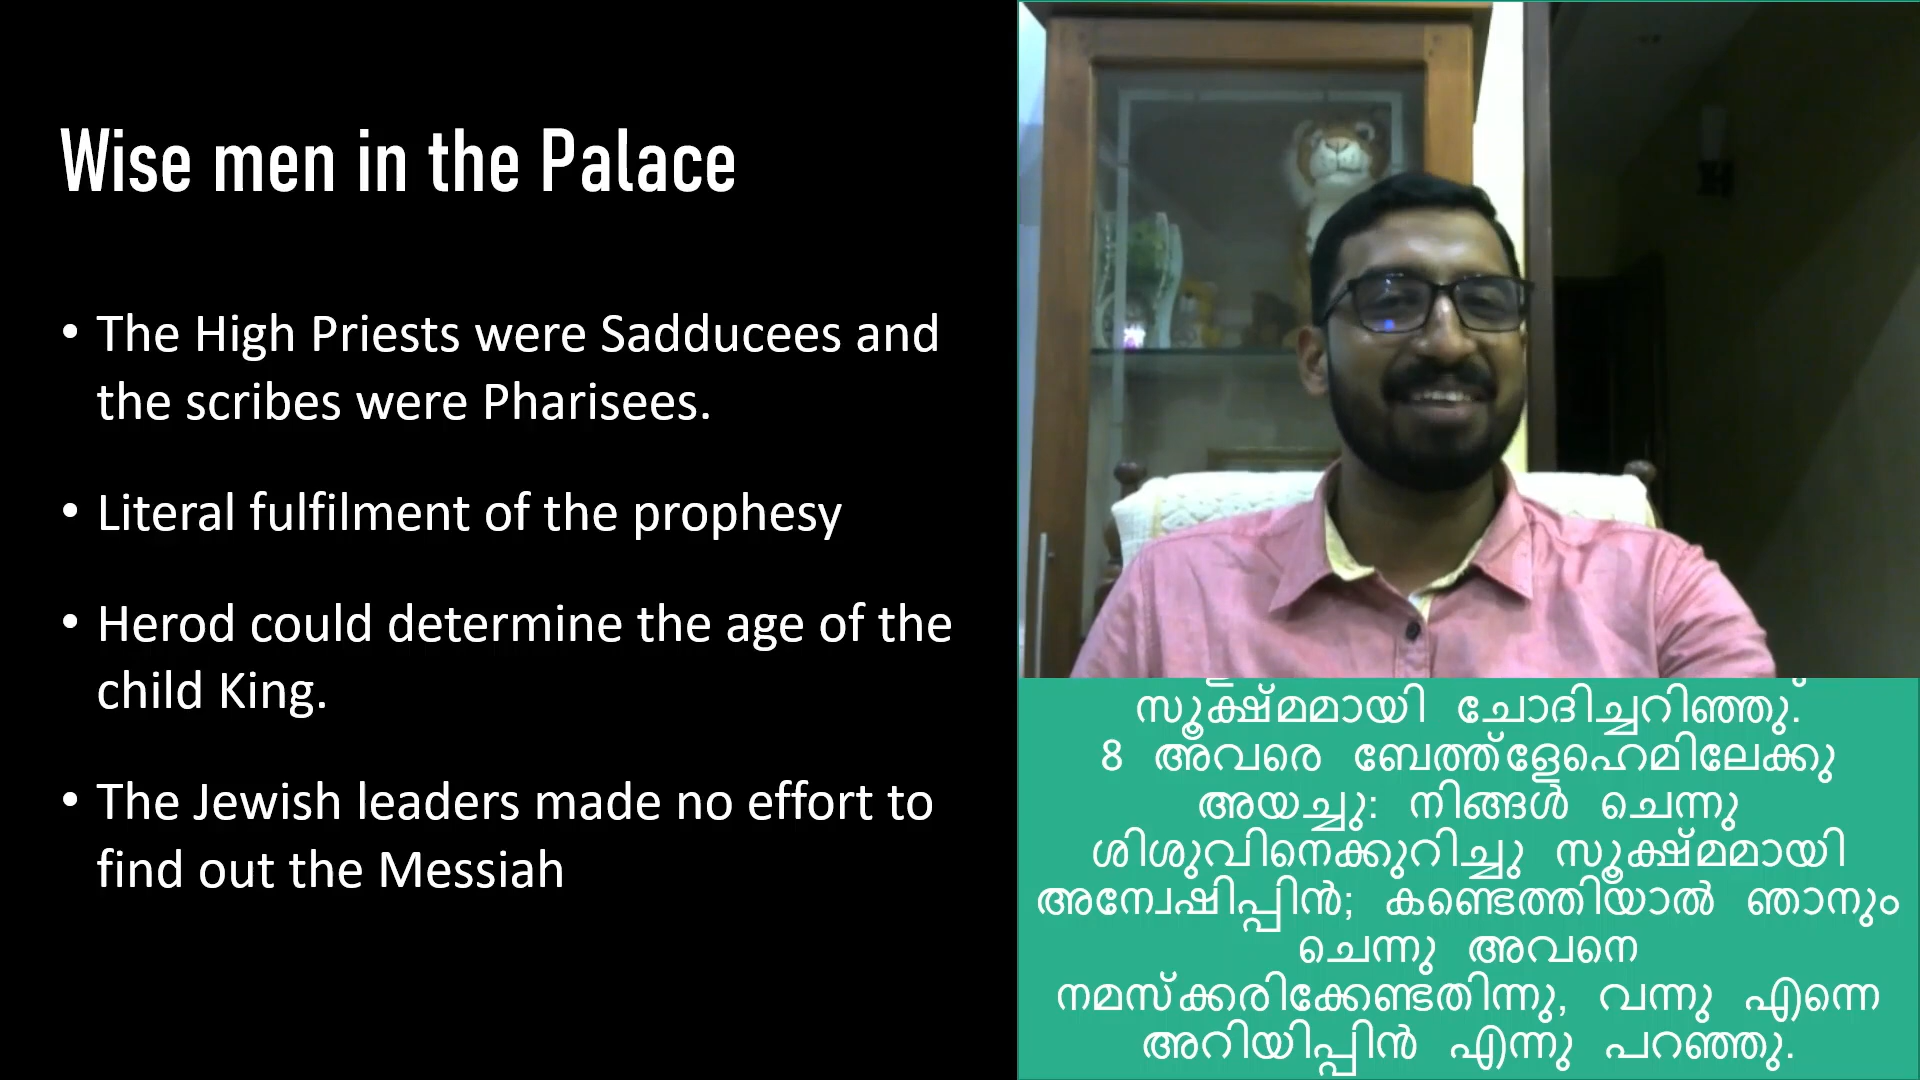 Wise men in the Palace
• The High Priests were Sadducees and
the scribes were Pharisees.
• Literal fulfilment of the prophesy
• Herod could determine the age of the
child King.
• The Jewish leaders made no effort to
find out the Messiah
സൂക്ഷ്മമായി ചോദിച്ചറിഞ്ഞു.
8 അവരെ ബേത്ത്ളേഹെമിലേക്കു
അയച്ചു: നിങ്ങൾ ചെന്നു
ശിശുവിനെക്കുറിച്ചു സൂക്ഷ്മമായി
അന്വേഷിപ്പിൻ; കണ്ടെത്തിയാൽ ഞാനും
ചെന്നു അവനെ
നമസ്ക്കരിക്കേണ്ടതിന്നു, വന്നു എന്നെ
അറിയിപ്പിൻ എന്നു പറഞ്ഞു.